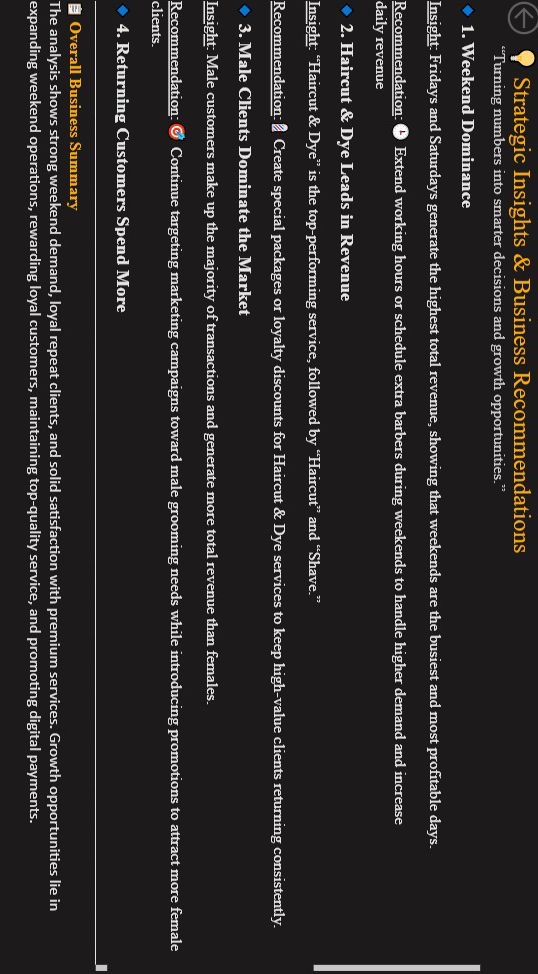 Strategic Insights & Business Recommendations
“Turning numbers into smarter decisions and growth opportunities.”
1. Weekend Dominance
Insight: Fridays and Saturdays generate the highest total revenue, showing that weekends are the busiest and most profitable days.
Recommendation: Extend working hours or schedule extra barbers during weekends to handle higher demand and increase
daily revenue
2. Haircut & Dye Leads in Revenue
Insight: “Haircut & Dye” is the top-performing service, followed by “Haircut” and “Shave.”
Recommendation: Create special packages or loyalty discounts for Haircut & Dye services to keep high-value clients returning consistently.
3. Male Clients Dominate the Market
Insight: Male customers make up the majority of transactions and generate more total revenue than females.
Recommendation: Continue targeting marketing campaigns toward male grooming needs while introducing promotions to attract more female
clients.
4. Returning Customers Spend More
Overall Business Summary
The analysis shows strong weekend demand, loyal repeat clients, and solid satisfaction with premium services. Growth opportunities lie in
expanding weekend operations, rewarding loyal customers, maintaining top-quality service, and promoting digital payments.